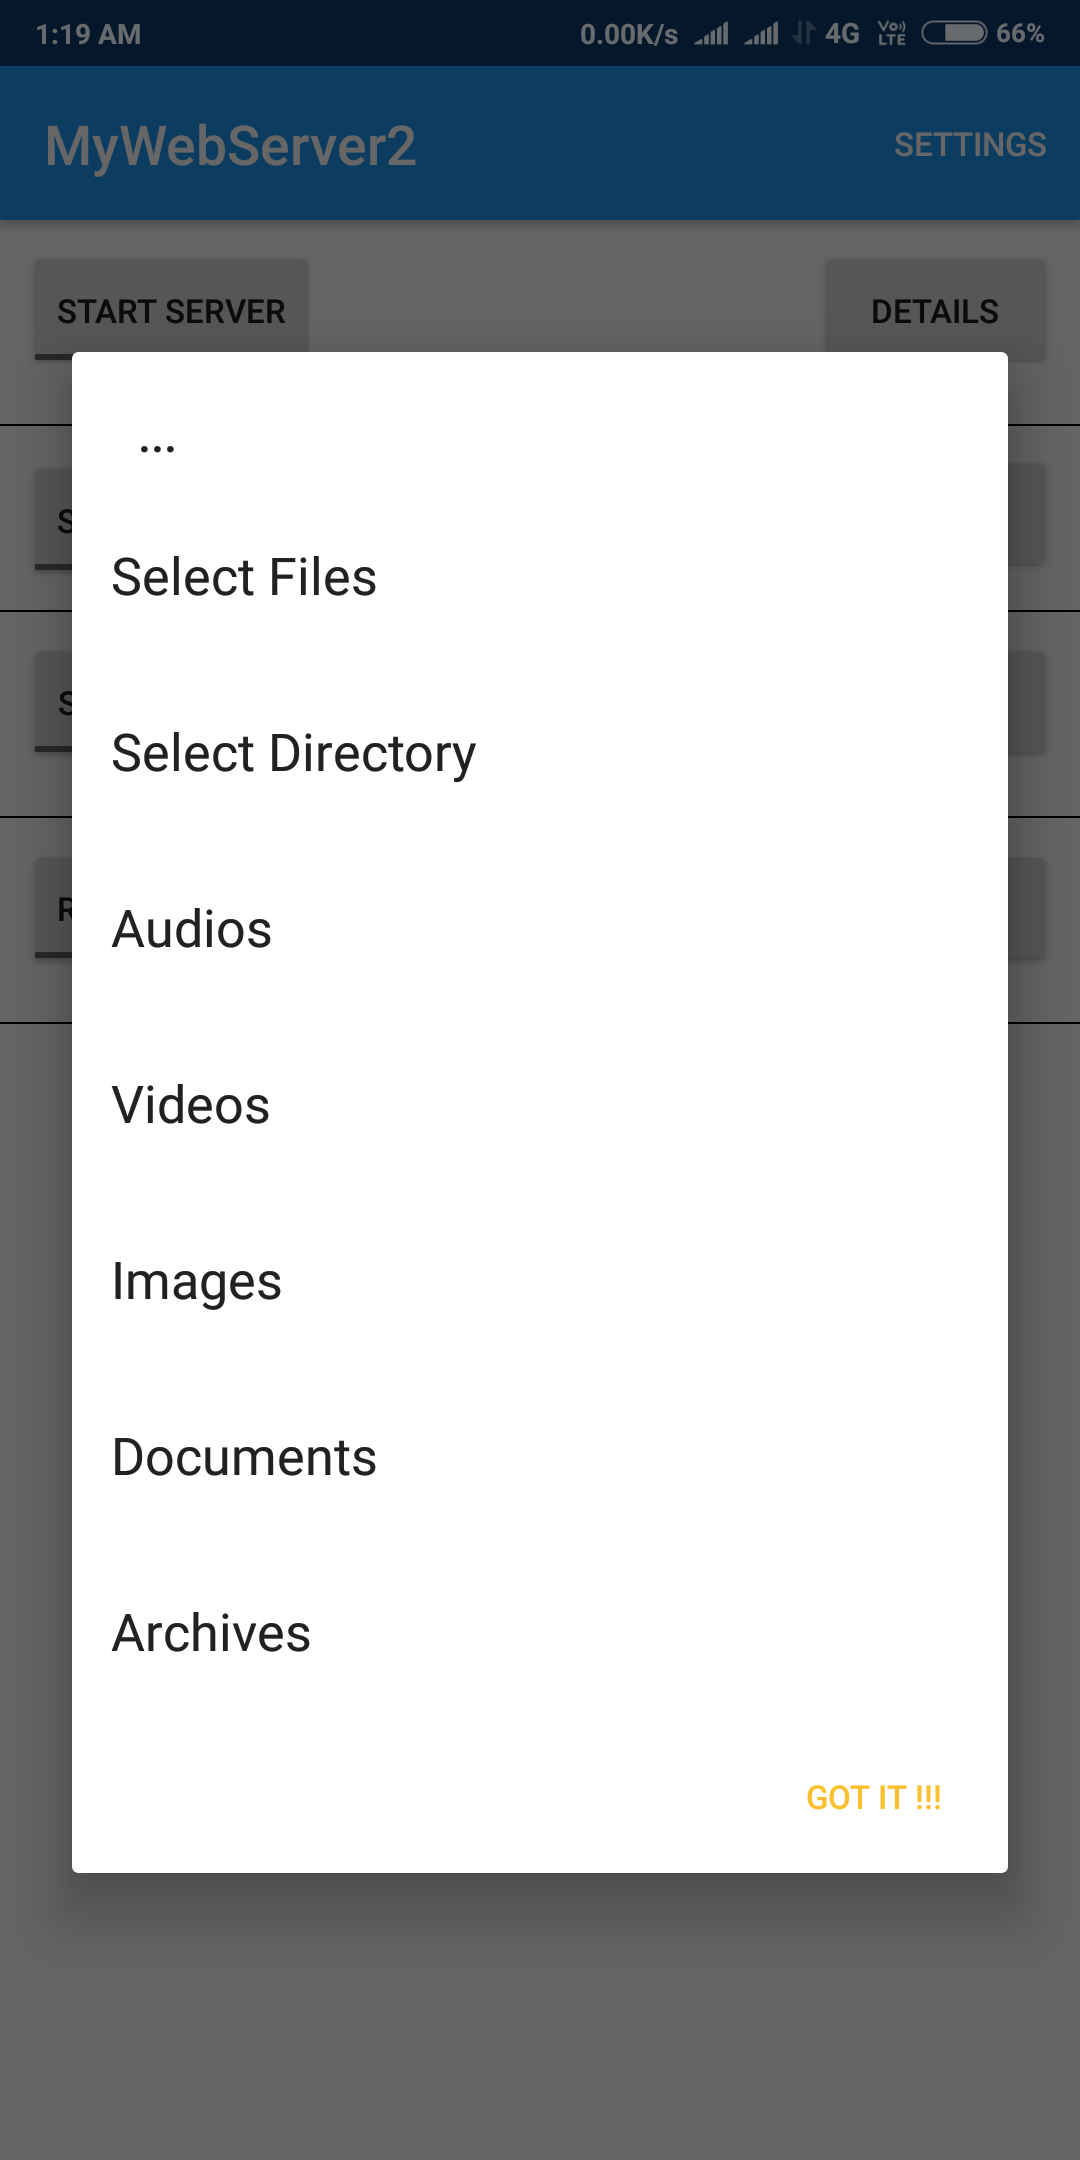 1:19 AM 0.00K/s 4G VoLTE 66%
MyWebServer2 SETTINGS
START SERVER DETAILS
...
Select Files
Select Directory
Audios
Videos
Images
Documents
Archives
GOT IT !!!